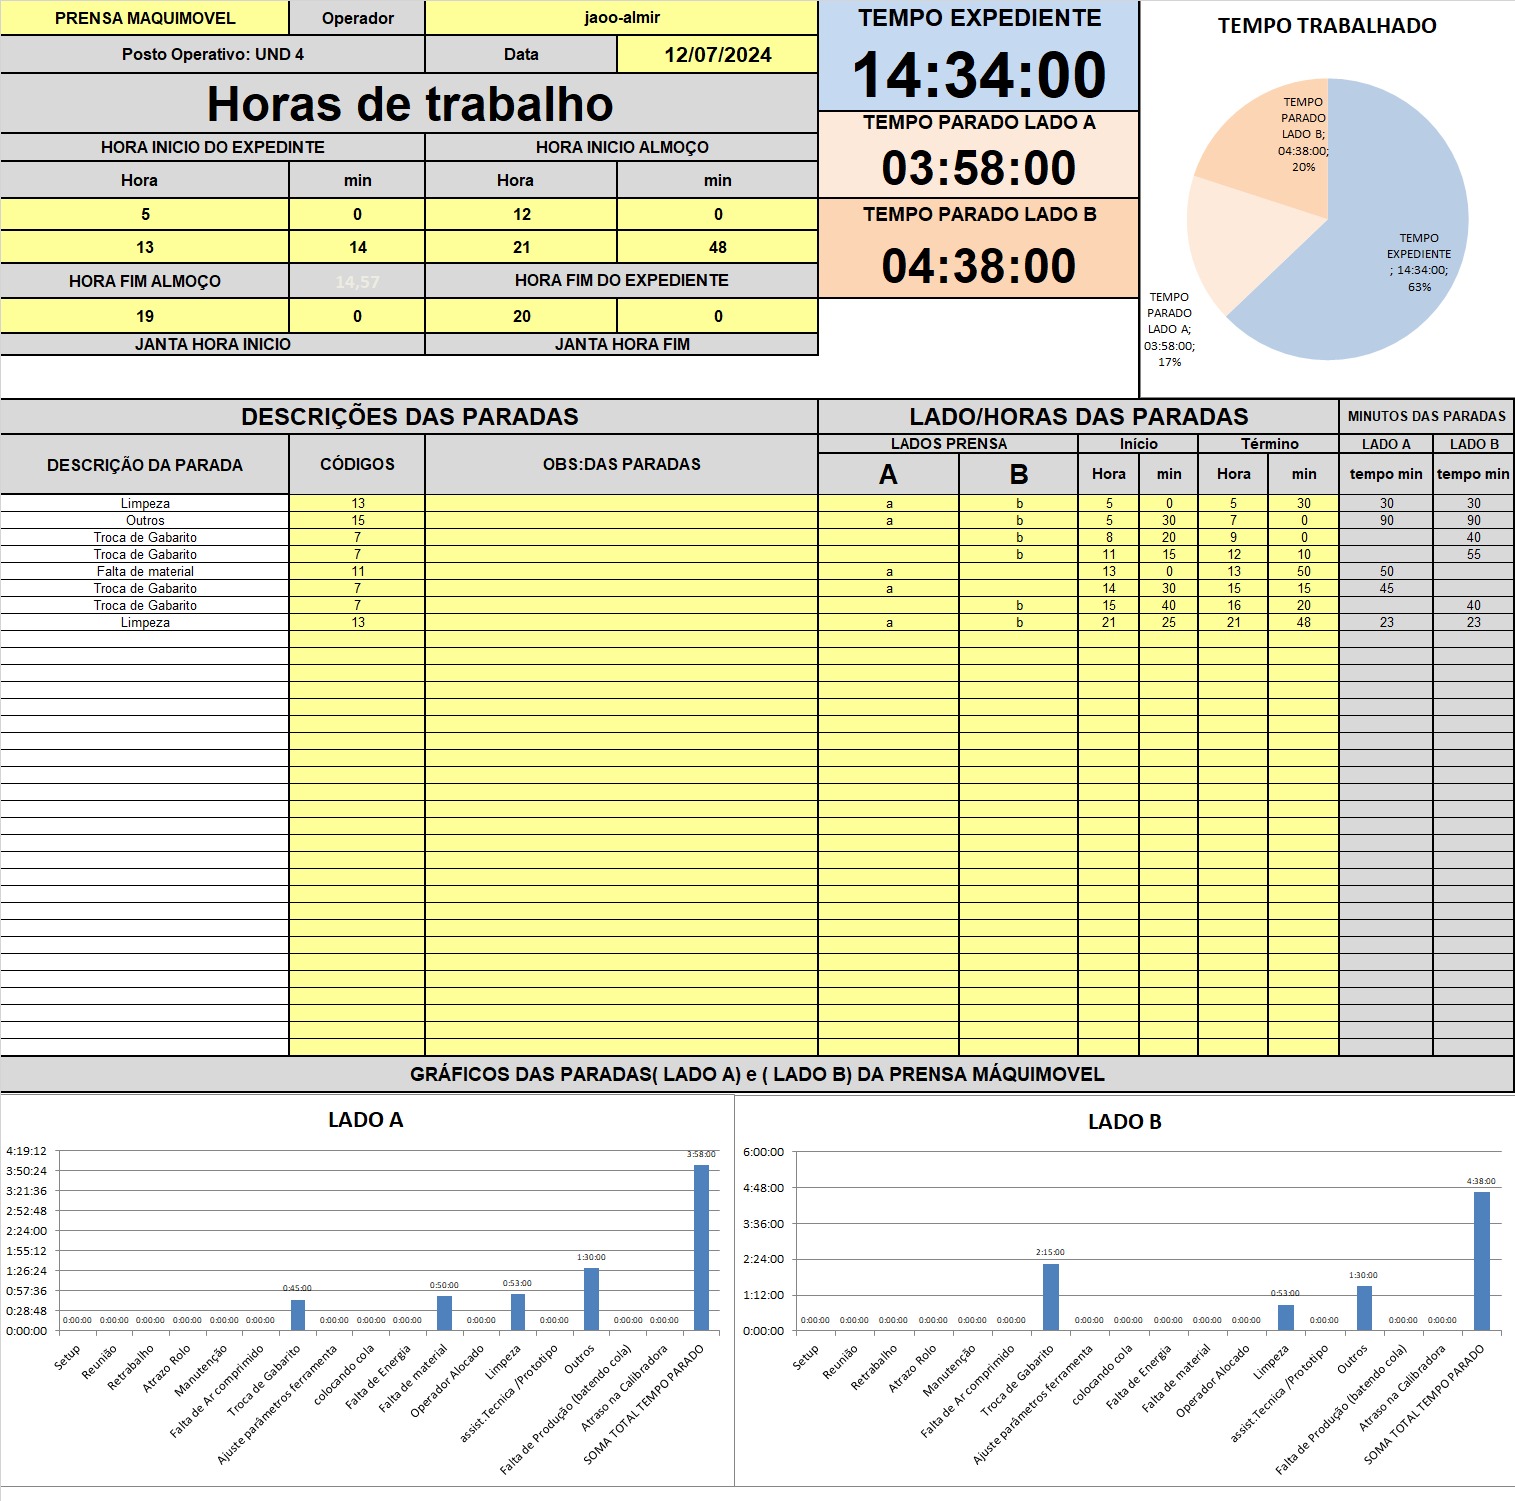 PRENSA MAQUIMOVEL Operador jaoo-almir
Posto Operativo: UND 4 Data 12/07/2024
Horas de trabalho
HORA INICIO DO EXPEDINTE HORA INICIO ALMOÇO
Hora min Hora min
5 0 12 0
13 14 21 48
HORA FIM ALMOÇO 14,57 HORA FIM DO EXPEDIENTE
19 0 20 0
JANTA HORA INICIO JANTA HORA FIM
TEMPO EXPEDIENTE
14:34:00
TEMPO PARADO LADO A
03:58:00
TEMPO PARADO LADO B
04:38:00
TEMPO TRABALHADO
TEMPO
PARADO
LADO B;
04:38:00;
20%
TEMPO
EXPEDIENTE
; 14:34:00;
63%
TEMPO
PARADO
LADO A;
03:58:00;
17%
DESCRIÇÕES DAS PARADAS LADO/HORAS DAS PARADAS MINUTOS DAS PARADAS
DESCRIÇÃO DA PARADA CÓDIGOS OBS:DAS PARADAS LADOS PRENSA Início Término LADO A LADO B
A B Hora min Hora min tempo min tempo min
Limpeza 13 a b 5 0 5 30 30 30
Outros 15 a b 5 30 7 0 90 90
Troca de Gabarito 7 b 8 20 9 0 40
Troca de Gabarito 7 b 11 15 12 10 55
Falta de material 11 a 13 0 13 50 50
Troca de Gabarito 7 a 14 30 15 15 45
Troca de Gabarito 7 b 15 40 16 20 40
Limpeza 13 a b 21 25 21 48 23 23
GRÁFICOS DAS PARADAS( LADO A) e ( LADO B) DA PRENSA MÁQUIMOVEL
LADO A
4:19:12
3:50:24
3:21:36
2:52:48
2:24:00
1:55:12
1:26:24
0:57:36
0:28:48
0:00:00
0:00:00 0:00:00 0:00:00 0:00:00 0:00:00 0:00:00 0:45:00 0:00:00 0:00:00 0:00:00 0:50:00 0:00:00 0:53:00 0:00:00 1:30:00 0:00:00 0:00:00 3:58:00
Setup
Reunião
Retrabalho
Atrazo Rolo
Manutenção
Falta de Ar comprimido
Troca de Gabarito
Ajuste parâmetros ferramenta
colocando cola
Falta de Energia
Falta de material
Operador Alocado
Limpeza
assist.Tecnica /Prototipo
Outros
Falta de Produção (batendo cola)
Atraso na Calibradora
SOMA TOTAL TEMPO PARADO
LADO B
6:00:00
4:48:00
3:36:00
2:24:00
1:12:00
0:00:00
0:00:00 0:00:00 0:00:00 0:00:00 0:00:00 0:00:00 2:15:00 0:00:00 0:00:00 0:00:00 0:00:00 0:00:00 0:53:00 0:00:00 1:30:00 0:00:00 0:00:00 4:38:00
Setup
Reunião
Retrabalho
Atrazo Rolo
Manutenção
Falta de Ar comprimido
Troca de Gabarito
Ajuste parâmetros ferramenta
colocando cola
Falta de Energia
Falta de material
Operador Alocado
Limpeza
assist.Tecnica /Prototipo
Outros
Falta de Produção (batendo cola)
Atraso na Calibradora
SOMA TOTAL TEMPO PARADO